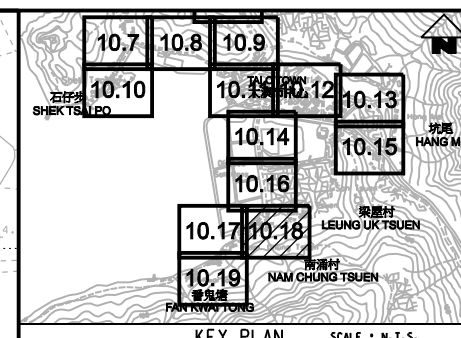 10.7 10.8 10.9
N
10.10 10.11 10.12
TAI O TOWN
10.13
石仔埗
SHEK TSAI PO
10.14
10.15
坑尾
HANG M
10.16
梁屋村
LEUNG UK TSUEN
10.17 10.18
南涌村
NAM CHUNG TSUEN
10.19
番鬼塘
FAN KWAI TONG
KEY PLAN
SCALE : N.T.S.